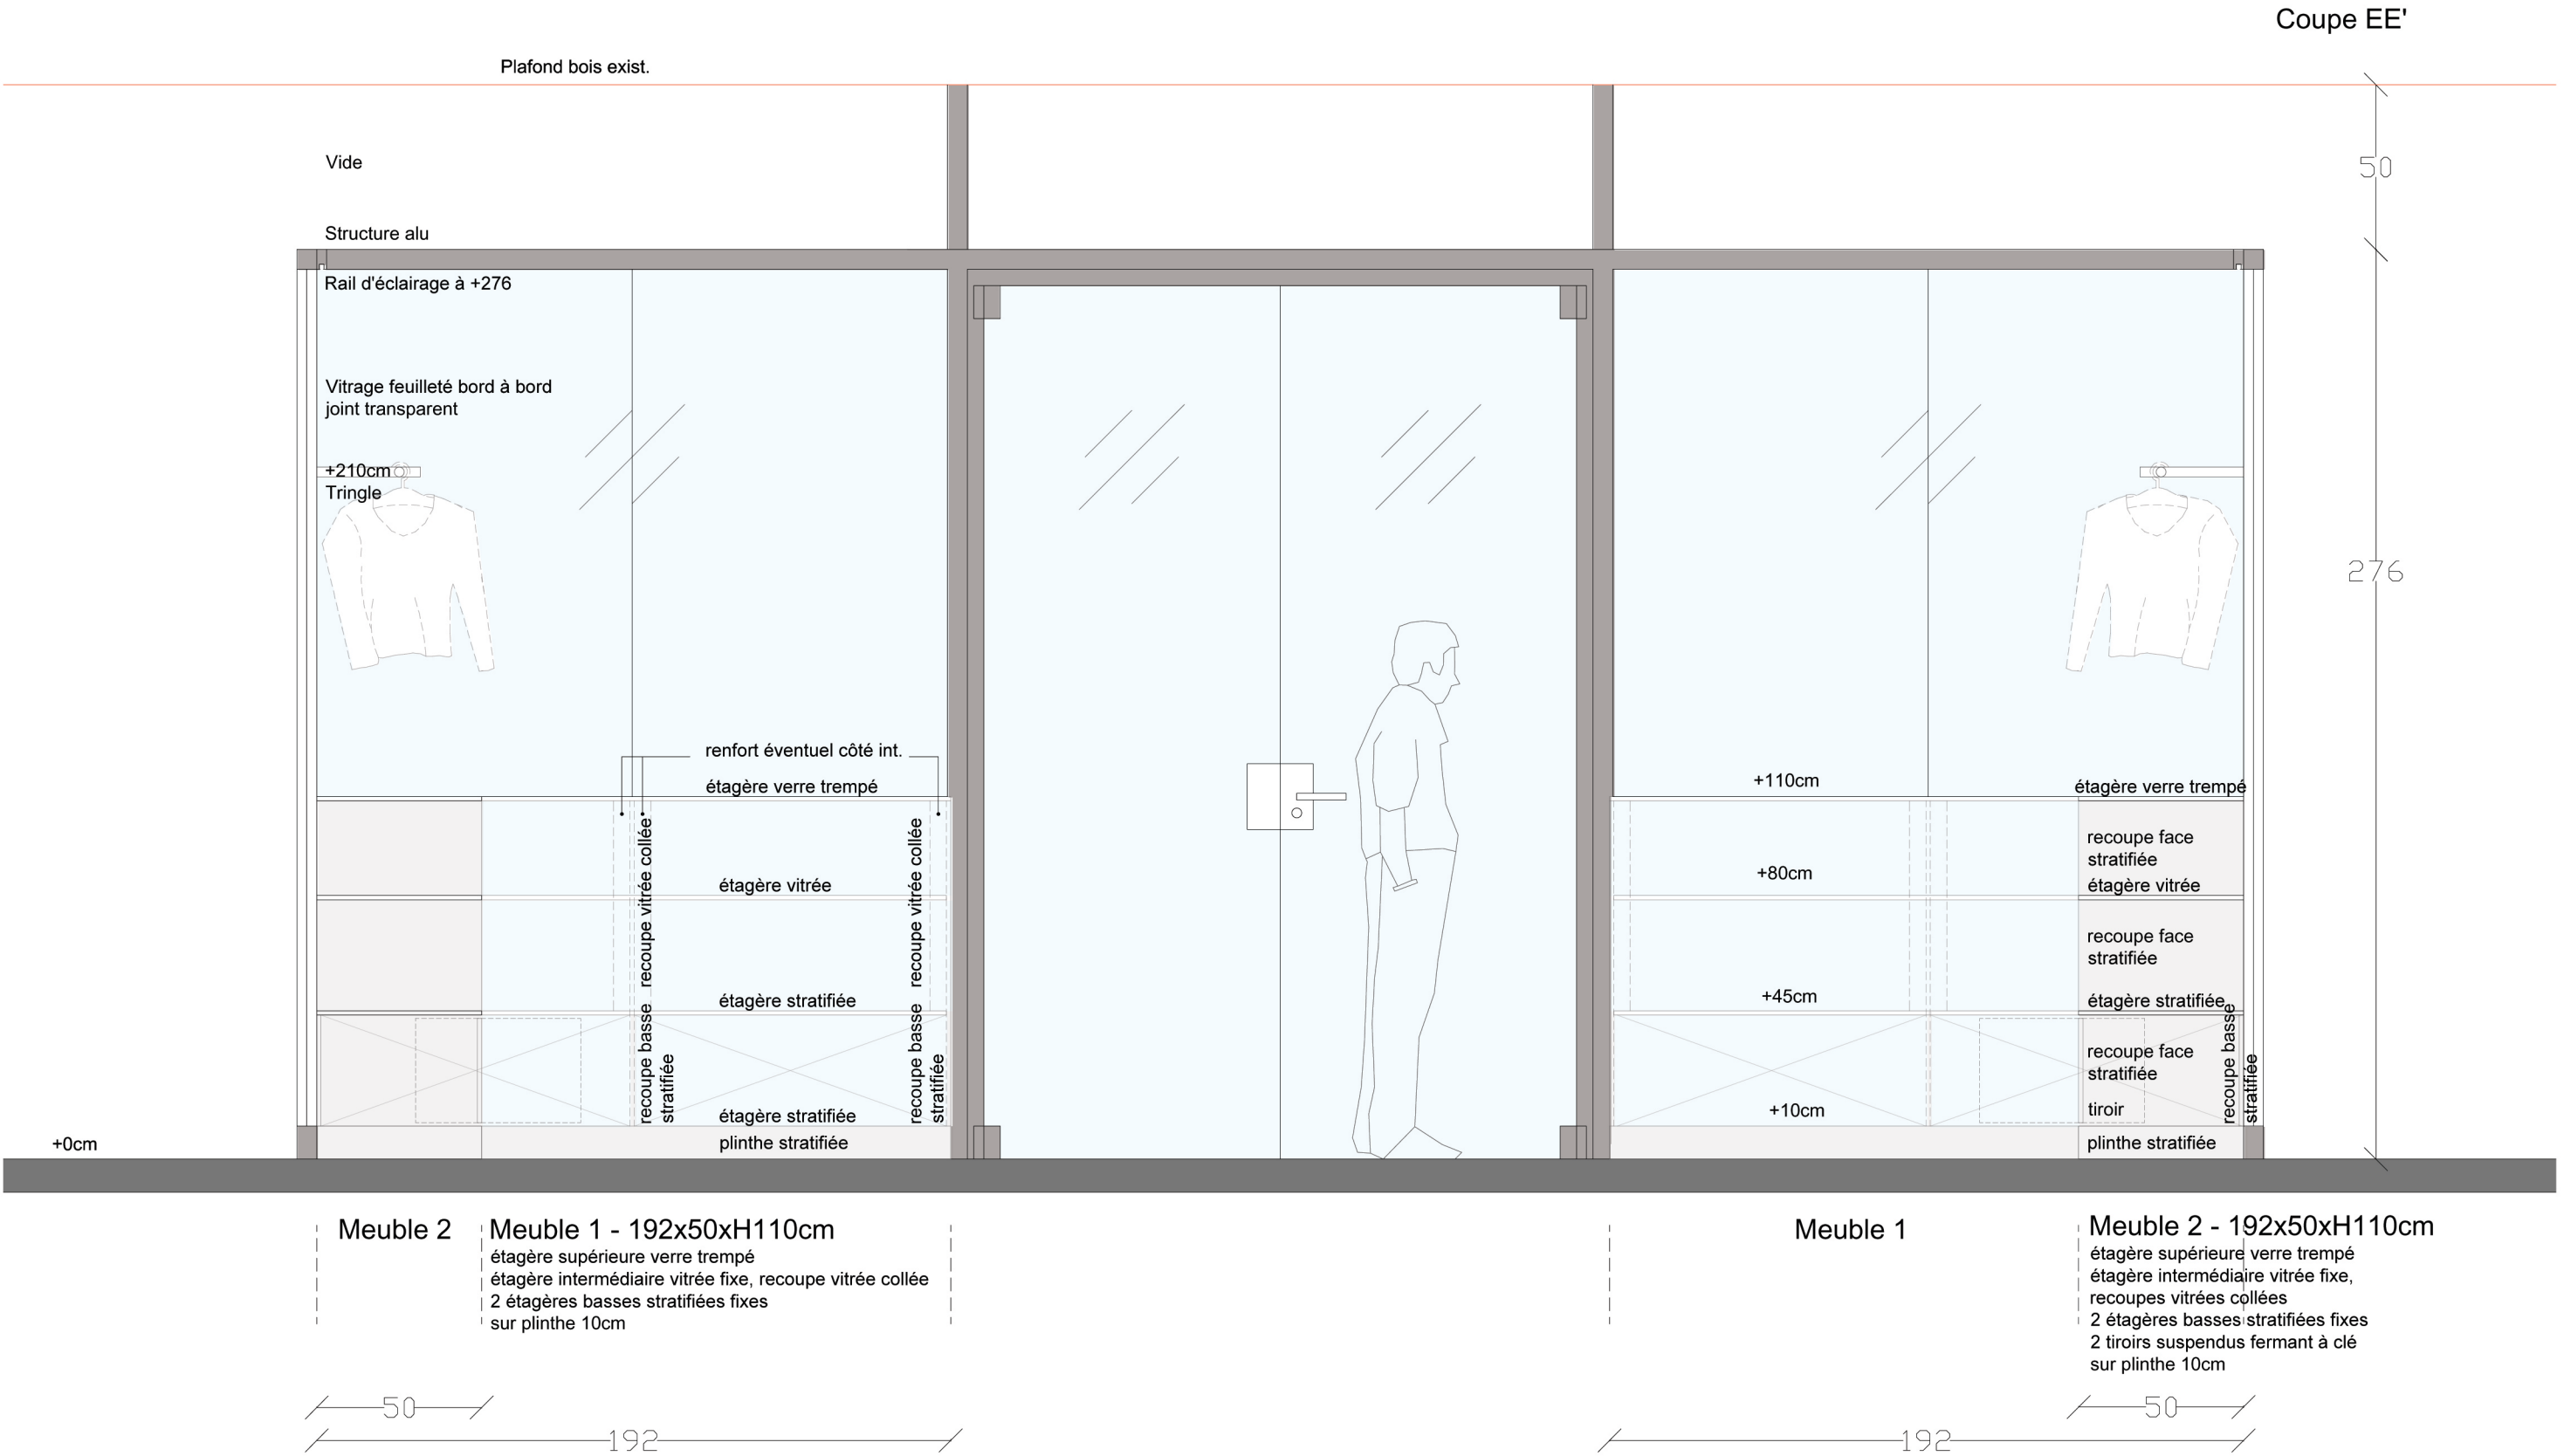 Coupe EE'
Plafond bois exist.
Vide
50
Structure alu
Rail d'éclairage à +276
Vitrage feuilleté bord à bord
joint transparent
+210cm
Tringle
276
renfort éventuel côté int.
étagère verre trempé
+110cm
étagère verre trempé
recoupe vitrée collée
recoupe vitrée collée
recoupe face
stratifiée
étagère vitrée
+80cm
étagère vitrée
recoupe face
stratifiée
étagère stratifiée
+45cm
étagère stratifiée
recoupe basse
stratifiée
recoupe basse
stratifiée
recoupe face
stratifiée
recoupe basse
stratifiée
étagère stratifiée
+10cm
tiroir
+0cm
plinthe stratifiée
plinthe stratifiée
Meuble 2
Meuble 1 - 192x50xH110cm
étagère supérieure verre trempé
étagère intermédiaire vitrée fixe, recoupe vitrée collée
2 étagères basses stratifiées fixes
sur plinthe 10cm
Meuble 1
Meuble 2 - 192x50xH110cm
étagère supérieure verre trempé
étagère intermédiaire vitrée fixe,
recoupes vitrées collées
2 étagères basses stratifiées fixes
2 tiroirs suspendus fermant à clé
sur plinthe 10cm
50
192
50
192